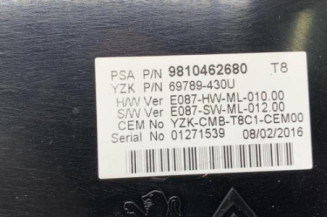 PSA P/N 9810462680 T8
YZK P/N 69789-430U
H/W Ver E087-HW-ML-010.00
S/W Ver E087-SW-ML-012.00
CEM No YZK-CMB-T8C1-CEM00
Serial No 01271539 08/02/2016